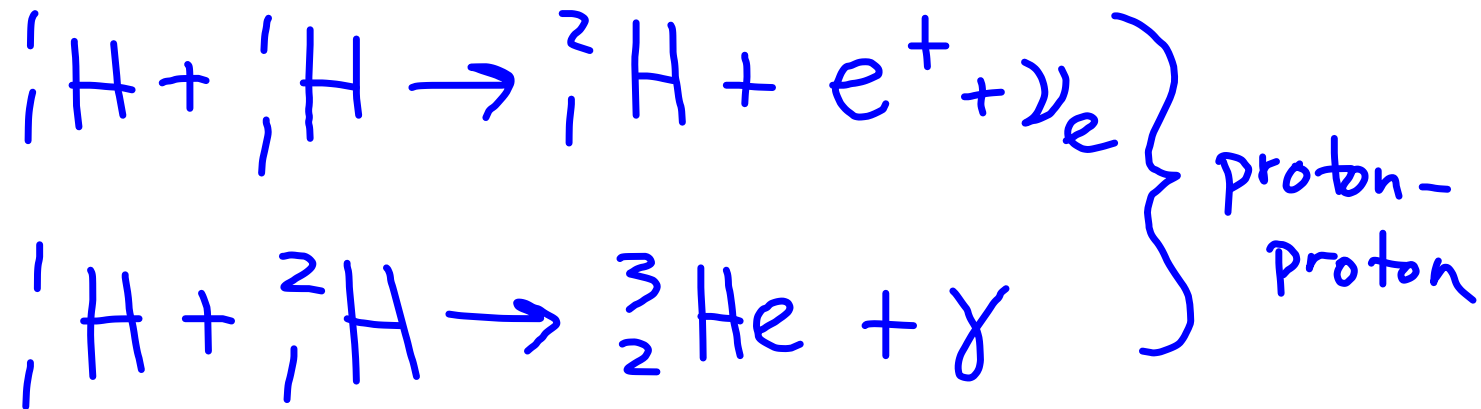 ¹₁H + ¹₁H → ²₁H + e⁺ + νₑ
¹₁H + ²₁H → ³₂He + γ
proton-
proton